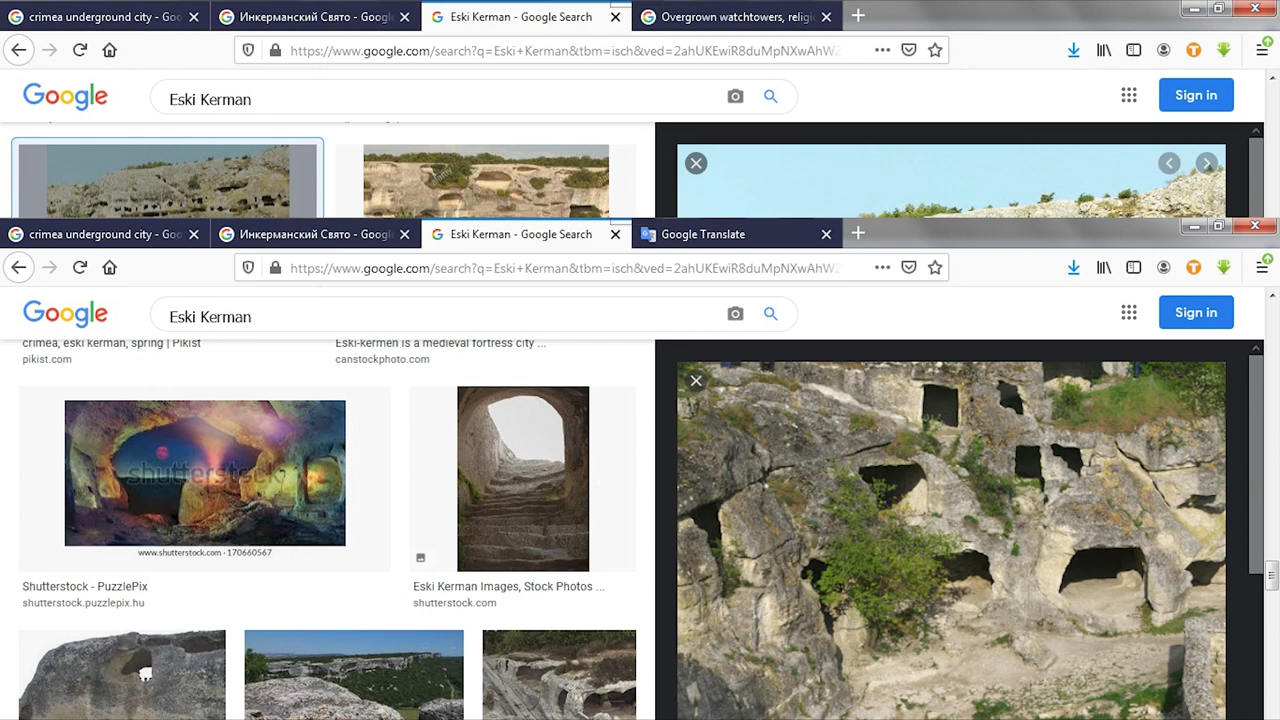 crimea underground city - G
Инкерманский Свято - Googl
Eski Kerman - Google Search
Overgrown watchtowers, relig
https://www.google.com/search?q=Eski+Kerman&tbm=isch&ved=2ahUKEwiR8duMpNXwAhWZ
Google
Eski Kerman
Sign in
crimea underground city - G
Инкерманский Свято - Googl
Eski Kerman - Google Search
Google Translate
https://www.google.com/search?q=Eski+Kerman&tbm=isch&ved=2ahUKEwiR8duMpNXwAhWZ
Google
Eski Kerman
Sign in
crimea, eski kerman, spring | Pikist
pikist.com
Eski-kermen is a medieval fortress city ...
canstockphoto.com
shutterstock
www.shutterstock.com · 170660567
Shutterstock - PuzzlePix
shutterstock.puzzlepix.hu
Eski Kerman Images, Stock Photos ...
shutterstock.com